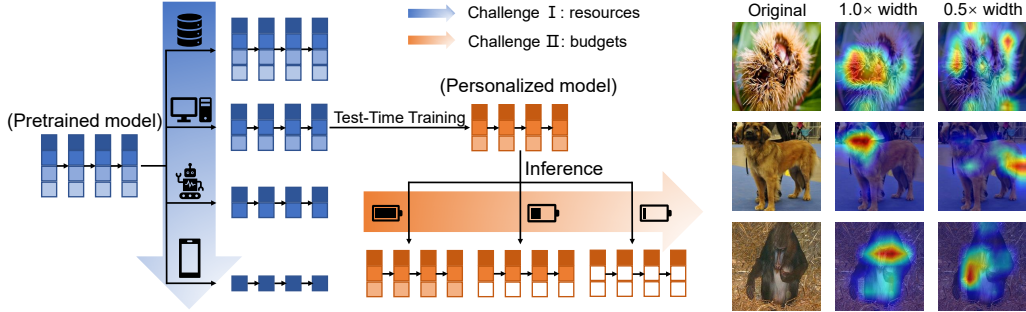 Challenge Ⅰ: resources
Challenge Ⅱ: budgets
(Pretrained model)
(Personalized model)
Test-Time Training
Inference
Original
1.0× width
0.5× width